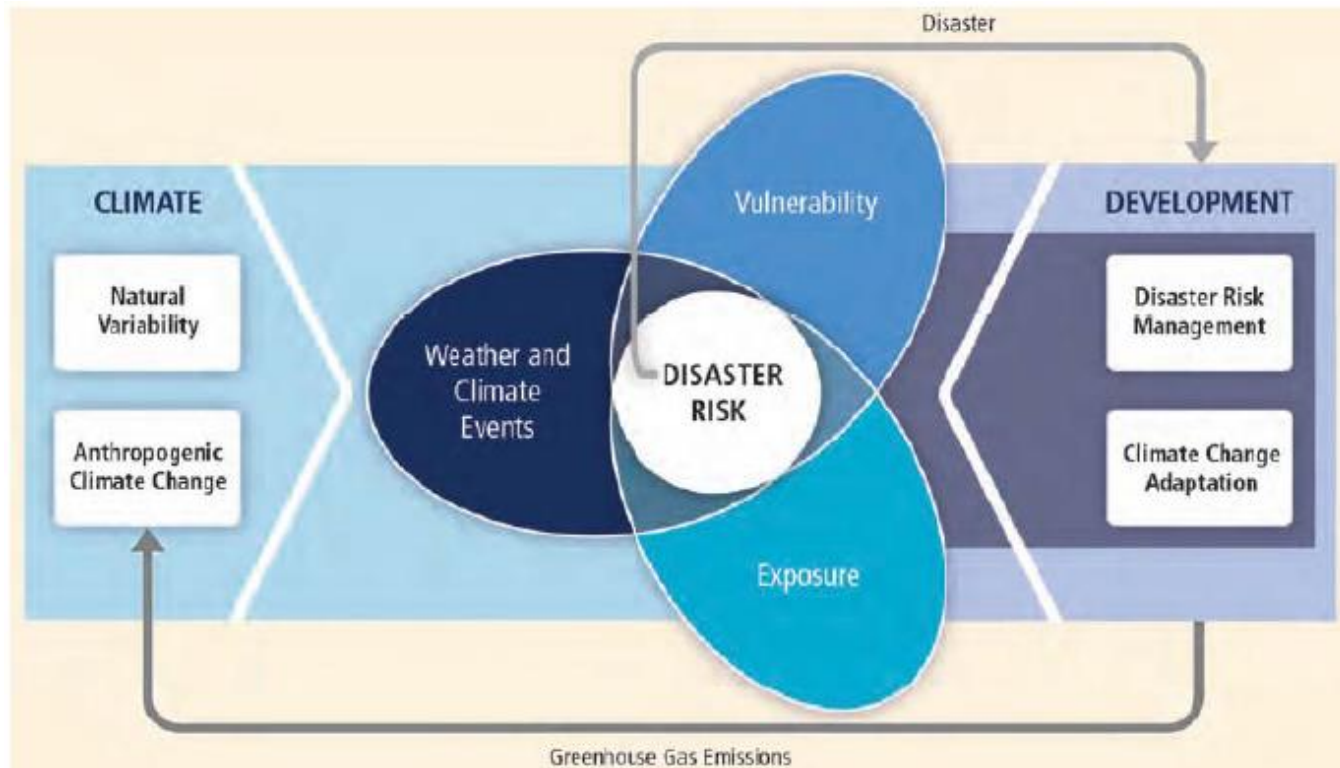 Disaster
CLIMATE
Natural
Variability
Anthropogenic
Climate Change
Weather and
Climate
Events
Vulnerability
DISASTER
RISK
Exposure
DEVELOPMENT
Disaster Risk
Management
Climate Change
Adaptation
Greenhouse Gas Emissions